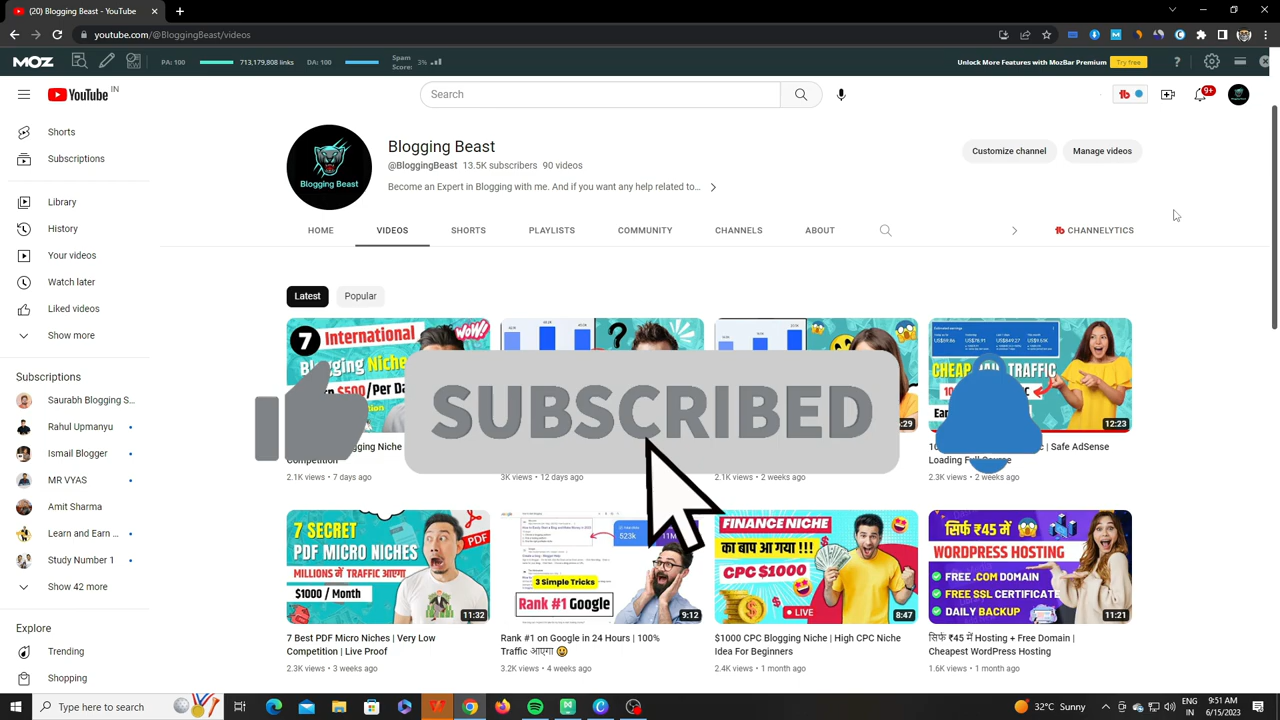 (20) Blogging Beast - YouTube
youtube.com/@BloggingBeast/videos
MOZ PA: 100 713,179,808 links DA: 100 Spam Score: 3% Unlock More Features with MozBar Premium Try free
YouTube IN
Search
9+
Shorts
Subscriptions
Library
History
Your videos
Watch later
Liked videos
Show more
Subscriptions
Saurabh Blogging S...
Rahul Upmanyu
Ismail Blogger
MR VYAS
Amit Sharma
Learn and Earn ...
Show 42 more
Explore
Trending
Shopping
Blogging Beast
Blogging Beast
@BloggingBeast 13.5K subscribers 90 videos
Become an Expert in Blogging with me. And if you want any help related to...
Customize channel
Manage videos
HOME VIDEOS SHORTS PLAYLISTS COMMUNITY CHANNELS ABOUT CHANNELYTICS
Latest Popular
7 International
WOW!
SUBSCRIBED
2.1K views • 7 days ago
3K views • 12 days ago
2.1K views • 2 weeks ago
12:23
| Safe AdSense
Loading Full Course
2.3K views • 2 weeks ago
7 SECRET
PDF MICRO NICHES
MILLIONS में TRAFFIC आएगा
$1000 / Month
PDF
11:32
7 Best PDF Micro Niches | Very Low
Competition | Live Proof
2.3K views • 3 weeks ago
523k
11M
3 Simple Tricks
Rank #1 Google
9:12
Rank #1 on Google in 24 Hours | 100%
Traffic आएगा 😃
3.2K views • 4 weeks ago
FINANCE NICHE
का बाप आ गया !!!
CPC $1000
LIVE
8:47
$1000 CPC Blogging Niche | High CPC Niche
Idea For Beginners
2.4K views • 1 month ago
सिर्फ ₹45 में
WORDPRESS HOSTING
FREE .COM DOMAIN
FREE SSL CERTIFICATE
DAILY BACKUP
11:21
सिर्फ ₹45 में Hosting + Free Domain |
Cheapest WordPress Hosting
1.6K views • 1 month ago
Type here to search
32°C Sunny
ENG
9:51 AM
6/15/2023